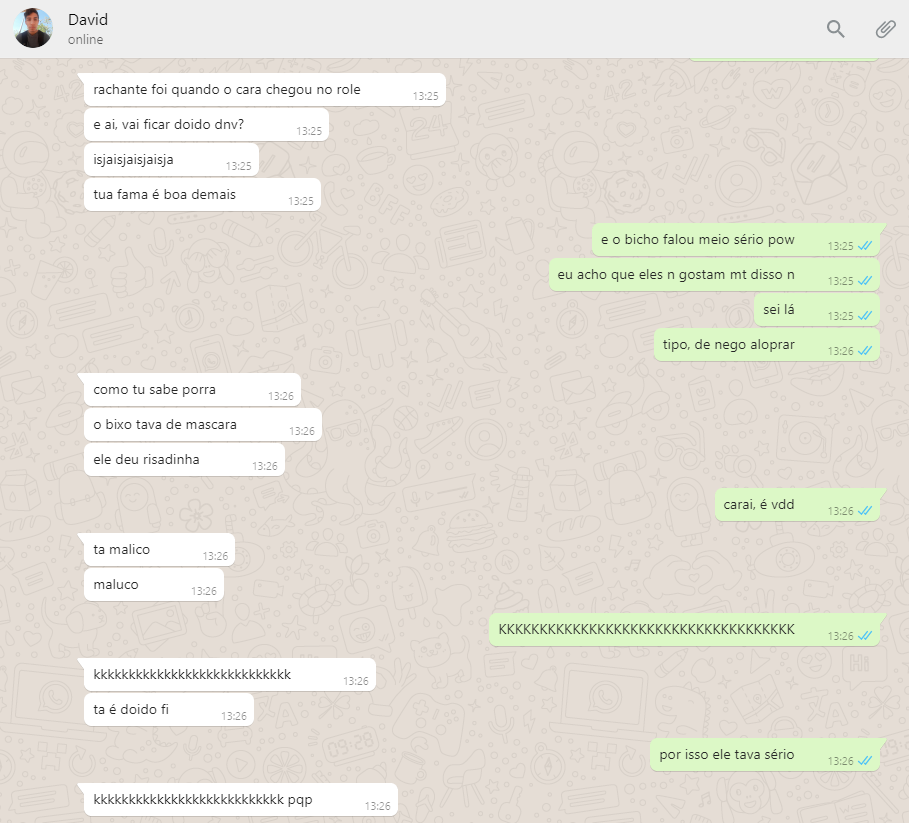 David
online
rachante foi quando o cara chegou no role 13:25
e ai, vai ficar doido dnv? 13:25
isjaisjaisjaisja 13:25
tua fama é boa demais 13:25
e o bicho falou meio sério pow 13:25
eu acho que eles n gostam mt disso n 13:25
sei lá 13:25
tipo, de nego aloprar 13:26
como tu sabe porra 13:26
o bixo tava de mascara 13:26
ele deu risadinha 13:26
carai, é vdd 13:26
ta malico 13:26
maluco 13:26
KKKKKKKKKKKKKKKKKKKKKKKKKKKKKKKKKKKK 13:26
kkkkkkkkkkkkkkkkkkkkkkkkkkkk 13:26
ta é doido fi 13:26
por isso ele tava sério 13:26
kkkkkkkkkkkkkkkkkkkkkkkkkkk pqp 13:26